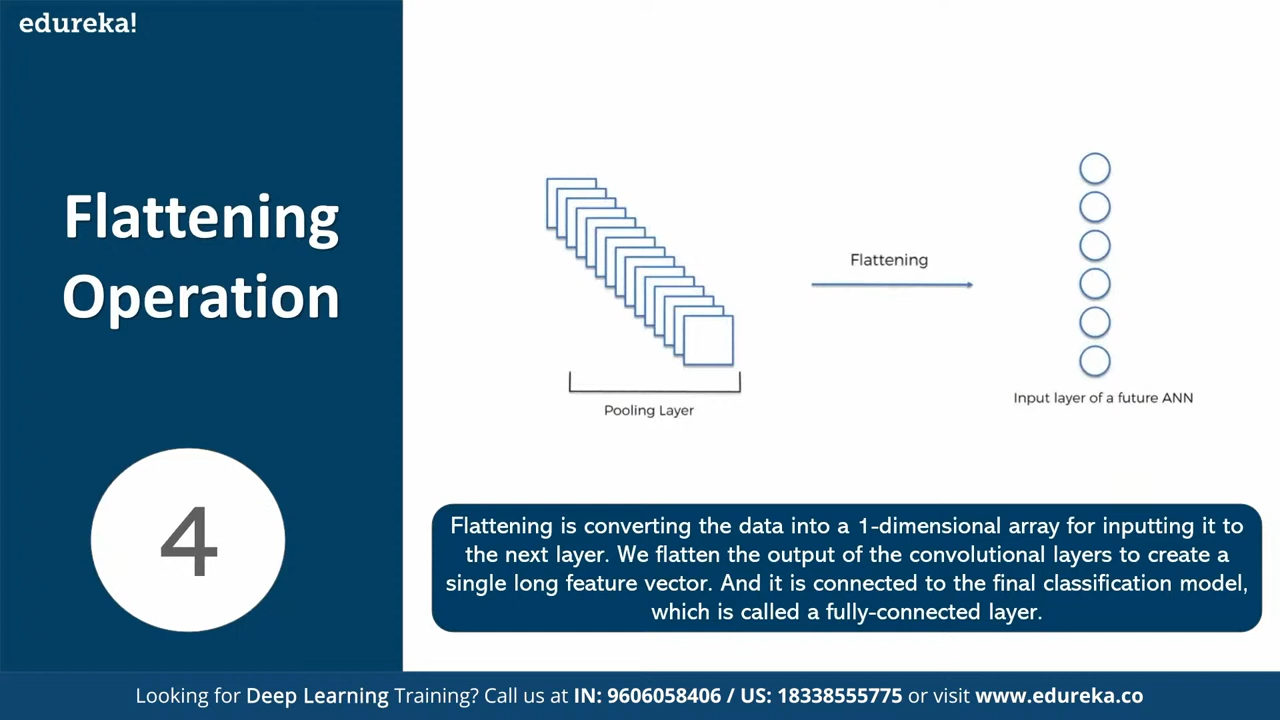 edureka!
Flattening
Operation
4
Flattening
Pooling Layer
Input layer of a future ANN
Flattening is converting the data into a 1-dimensional array for inputting it to
the next layer. We flatten the output of the convolutional layers to create a
single long feature vector. And it is connected to the final classification model,
which is called a fully-connected layer.
Looking for Deep Learning Training? Call us at IN: 9606058406 / US: 18338555775 or visit www.edureka.co